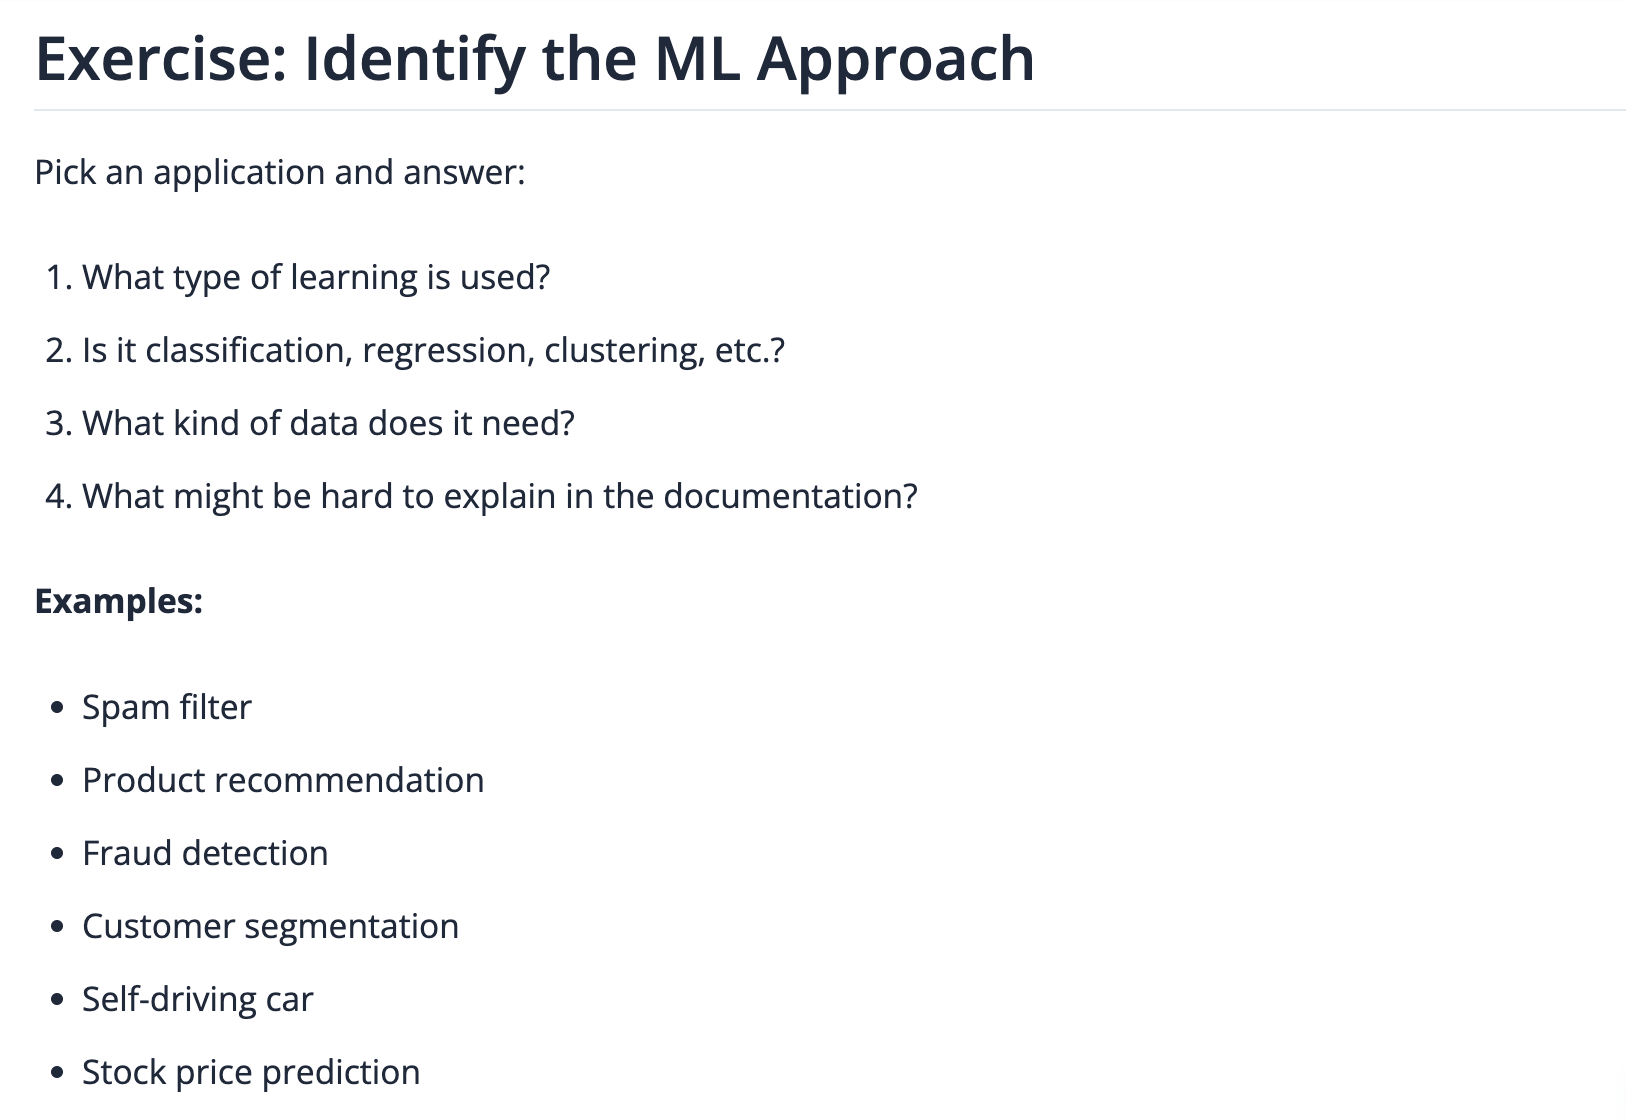 Exercise: Identify the ML Approach
Pick an application and answer:
1. What type of learning is used?
2. Is it classification, regression, clustering, etc.?
3. What kind of data does it need?
4. What might be hard to explain in the documentation?
Examples:
• Spam filter
• Product recommendation
• Fraud detection
• Customer segmentation
• Self-driving car
• Stock price prediction